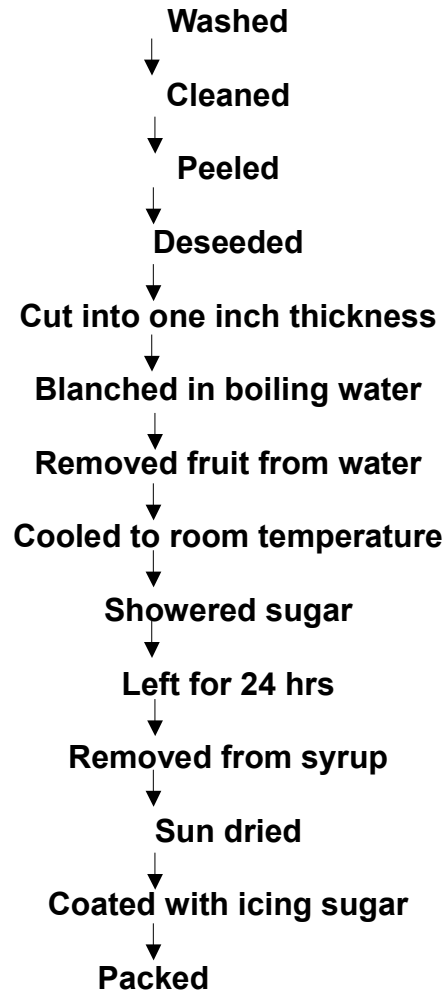 Washed
Cleaned
Peeled
Deseeded
Cut into one inch thickness
Blanched in boiling water
Removed fruit from water
Cooled to room temperature
Showered sugar
Left for 24 hrs
Removed from syrup
Sun dried
Coated with icing sugar
Packed